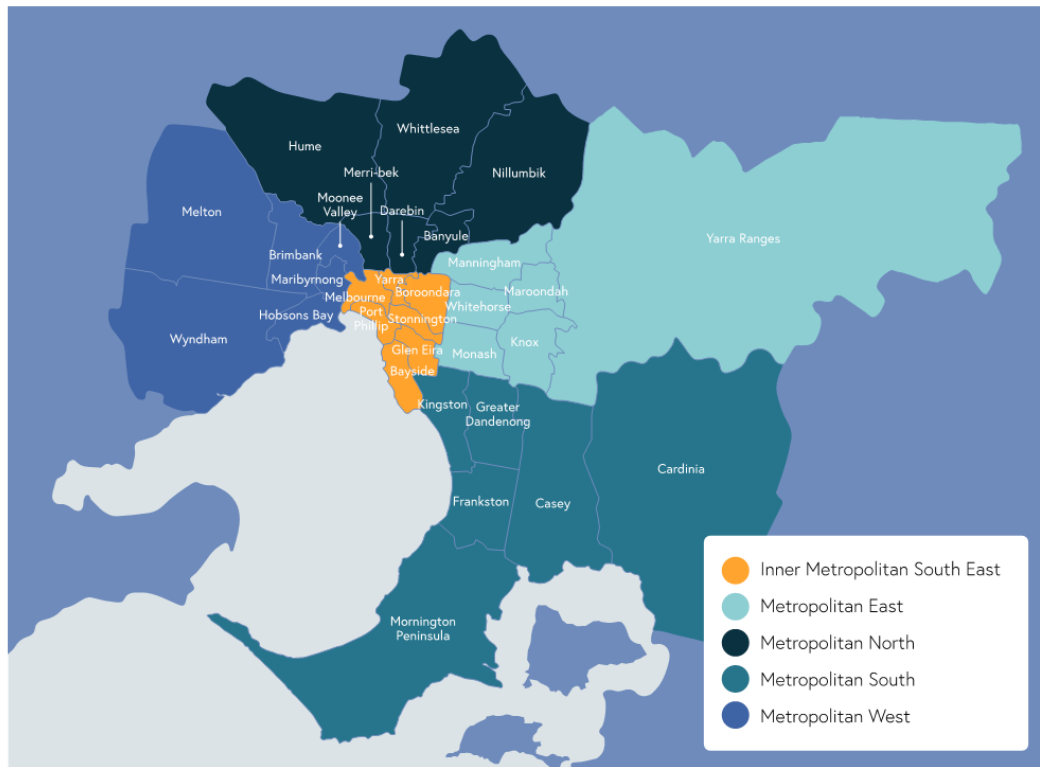 Whittlesea
Hume
Merri-bek
Nillumbik
Moonee
Valley
Darebin
Melton
Banyule
Yarra Ranges
Brimbank
Manningham
Maribyrnong
Yarra
Maroondah
Melbourne
Boroondara
Whitehorse
Hobsons Bay
Port
Phillip
Stonnington
Wyndham
Glen Eira
Monash
Knox
Bayside
Kingston
Greater
Dandenong
Cardinia
Frankston
Casey
Mornington
Peninsula
Inner Metropolitan South East
Metropolitan East
Metropolitan North
Metropolitan South
Metropolitan West